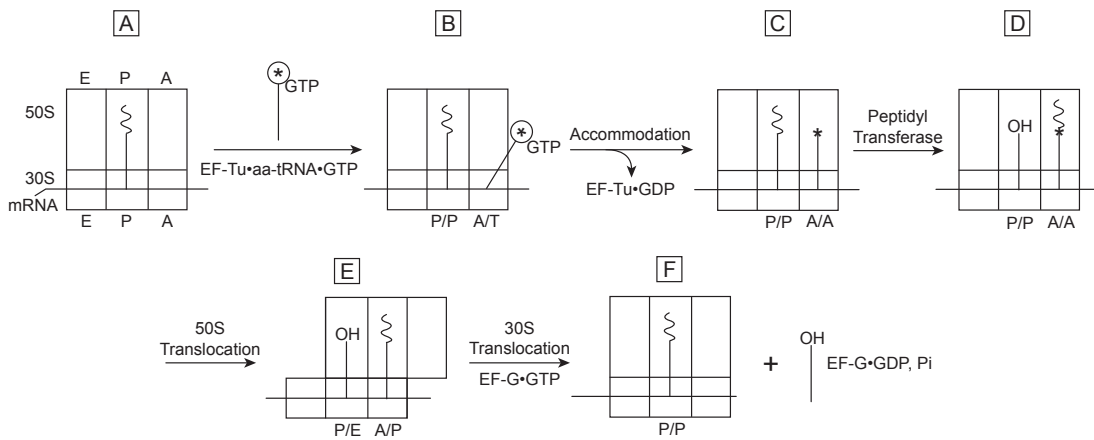 A
B
C
D
E P A
50S
30S
mRNA
E P A
*
GTP
EF-Tu•aa-tRNA•GTP
*
GTP
P/P A/T
Accommodation
EF-Tu•GDP
*
P/P A/A
Peptidyl
Transferase
OH
*
P/P A/A
E
F
50S
Translocation
OH
P/E A/P
30S
Translocation
EF-G•GTP
P/P
+
OH
EF-G•GDP, Pi